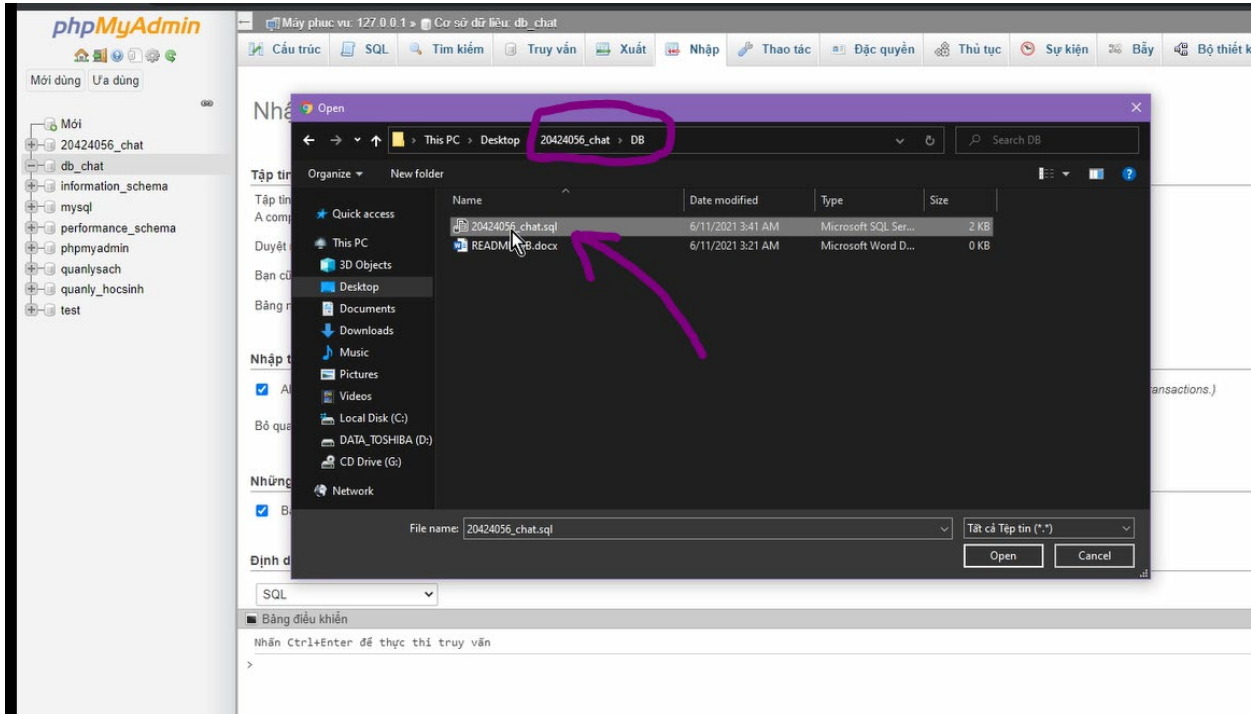 phpMyAdmin
Mới dùng Ưa dùng
Mới
20424056_chat
db_chat
information_schema
mysql
performance_schema
phpmyadmin
quanlysach
quanly_hocsinh
test
Máy phục vụ: 127.0.0.1 » Cơ sở dữ liệu: db_chat
Cấu trúc SQL Tìm kiếm Truy vấn Xuất Nhập Thao tác Đặc quyền Thủ tục Sự kiện Bẫy Bộ thiết k
Open
This PC › Desktop › 20424056_chat › DB
Search DB
Organize New folder
Tập tin
Tập tin
A comp
Duyệt
Bạn cũ
Nhập t
ansactions.)
Bỏ qua
Những
Định d
Quick access
This PC
3D Objects
Desktop
Documents
Downloads
Music
Pictures
Videos
Local Disk (C:)
DATA_TOSHIBA (D:)
CD Drive (G:)
Network
Name Date modified Type Size
20424056_chat.sql 6/11/2021 3:41 AM Microsoft SQL Ser... 2 KB
6/11/2021 3:21 AM Microsoft Word D... 0 KB
File name: 20424056_chat.sql Tất cả Tệp tin (*.*)
Open Cancel
SQL
Bảng điều khiển
Nhấn Ctrl+Enter để thực thi truy vấn
>